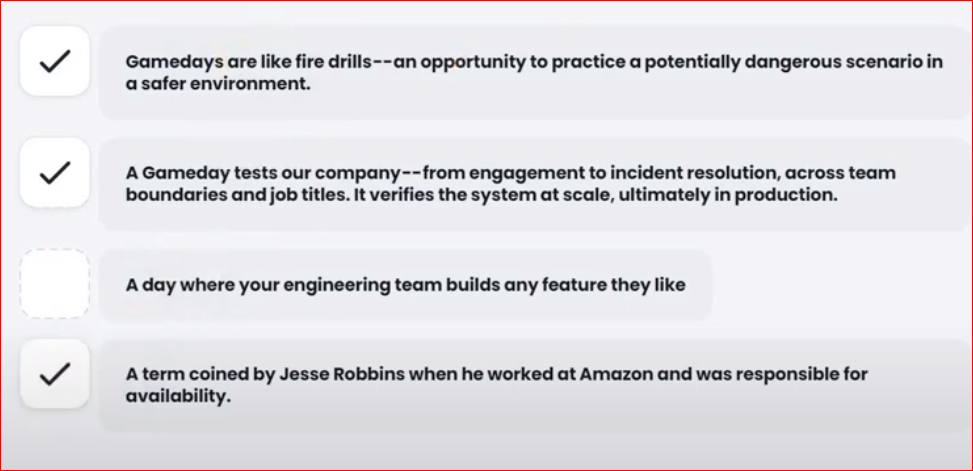 Gamedays are like fire drills--an opportunity to practice a potentially dangerous scenario in
a safer environment.
A Gameday tests our company--from engagement to incident resolution, across team
boundaries and job titles. It verifies the system at scale, ultimately in production.
A day where your engineering team builds any feature they like
A term coined by Jesse Robbins when he worked at Amazon and was responsible for
availability.